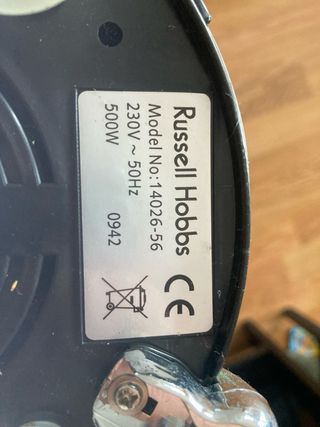 Russell Hobbs
Model No:14026-56
230V ~ 50Hz
500W 0942
CE